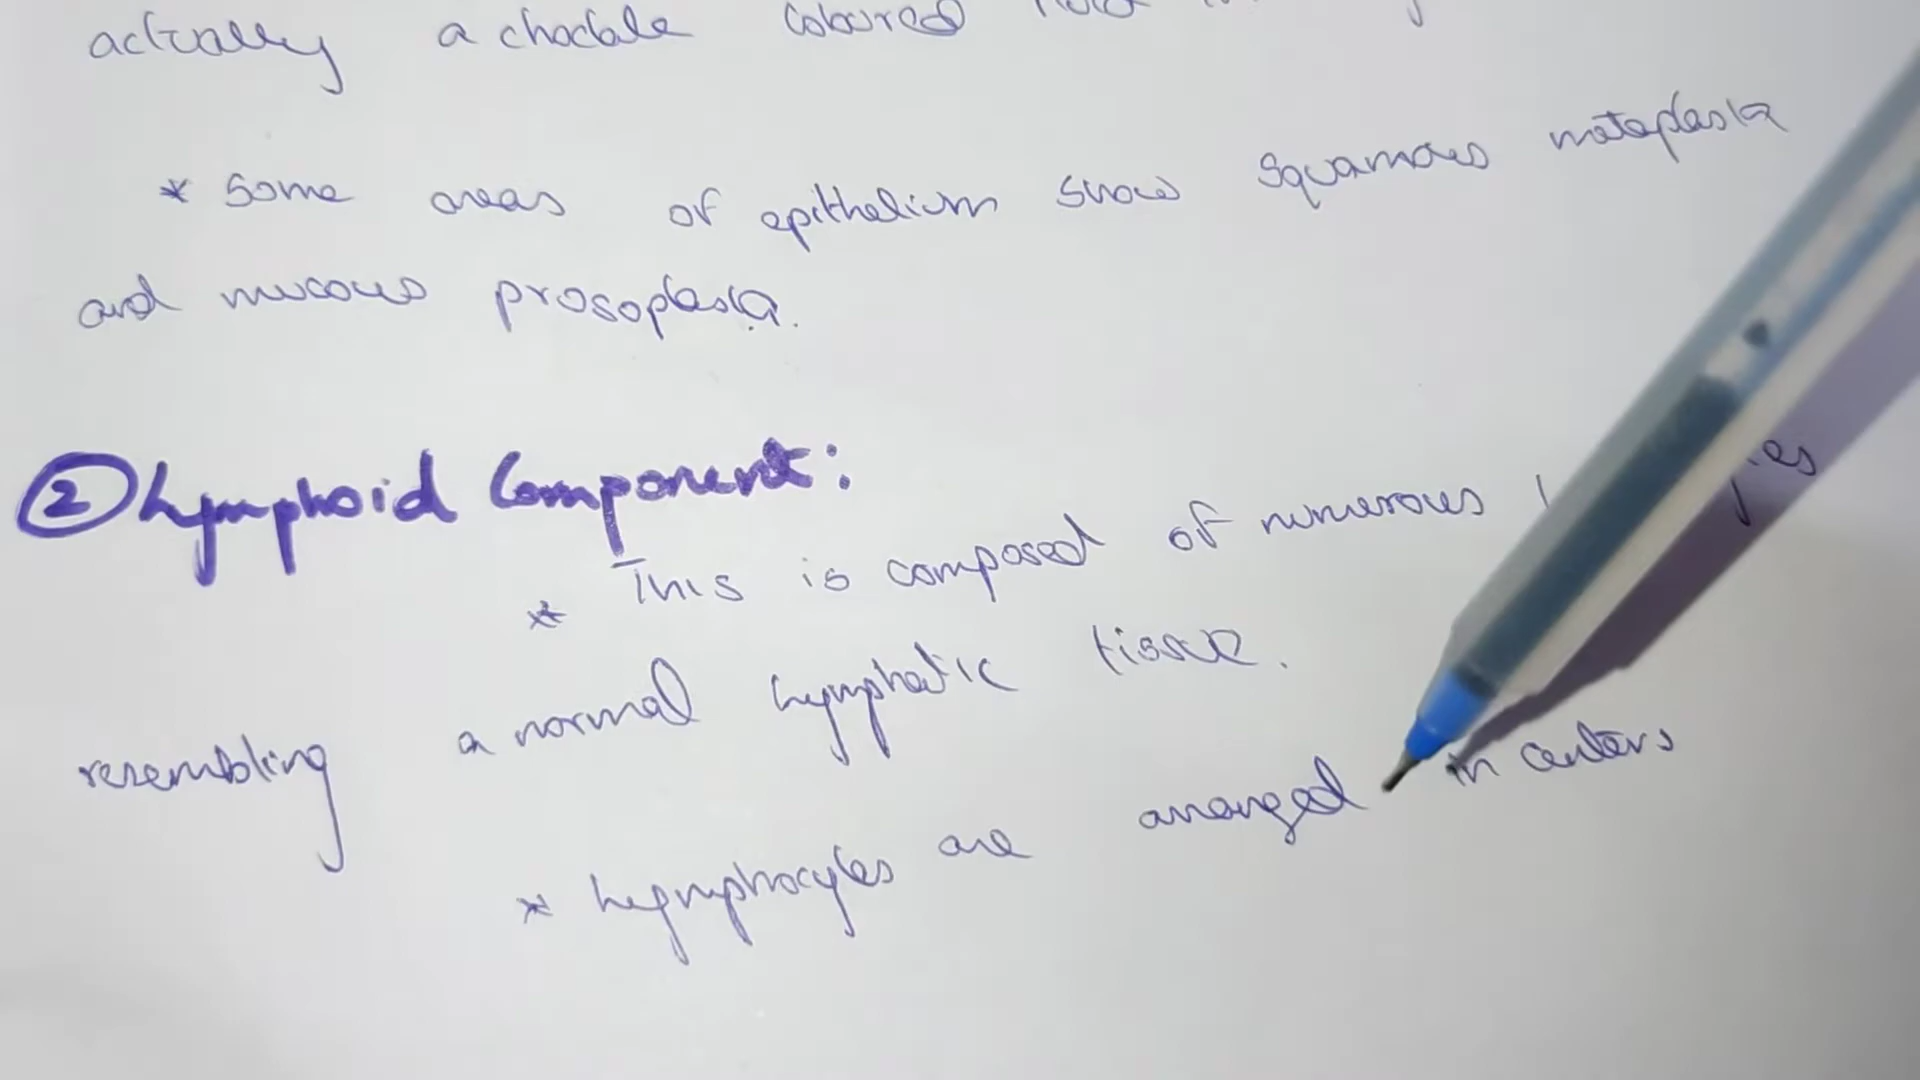 actually a choclale coloured
* Some areas of epithelium show squamous metaplasia
and mucous prosoplasia.
② Lymphoid Component:
* This is composed of numerous
resembling a normal lymphatic tissue.
* Lymphocytes are arranged in centers